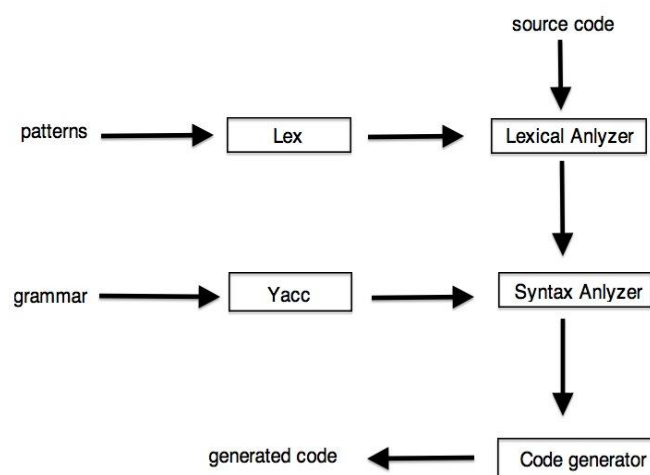 source code
patterns
Lex
Lexical Anlyzer
grammar
Yacc
Syntax Anlyzer
generated code
Code generator